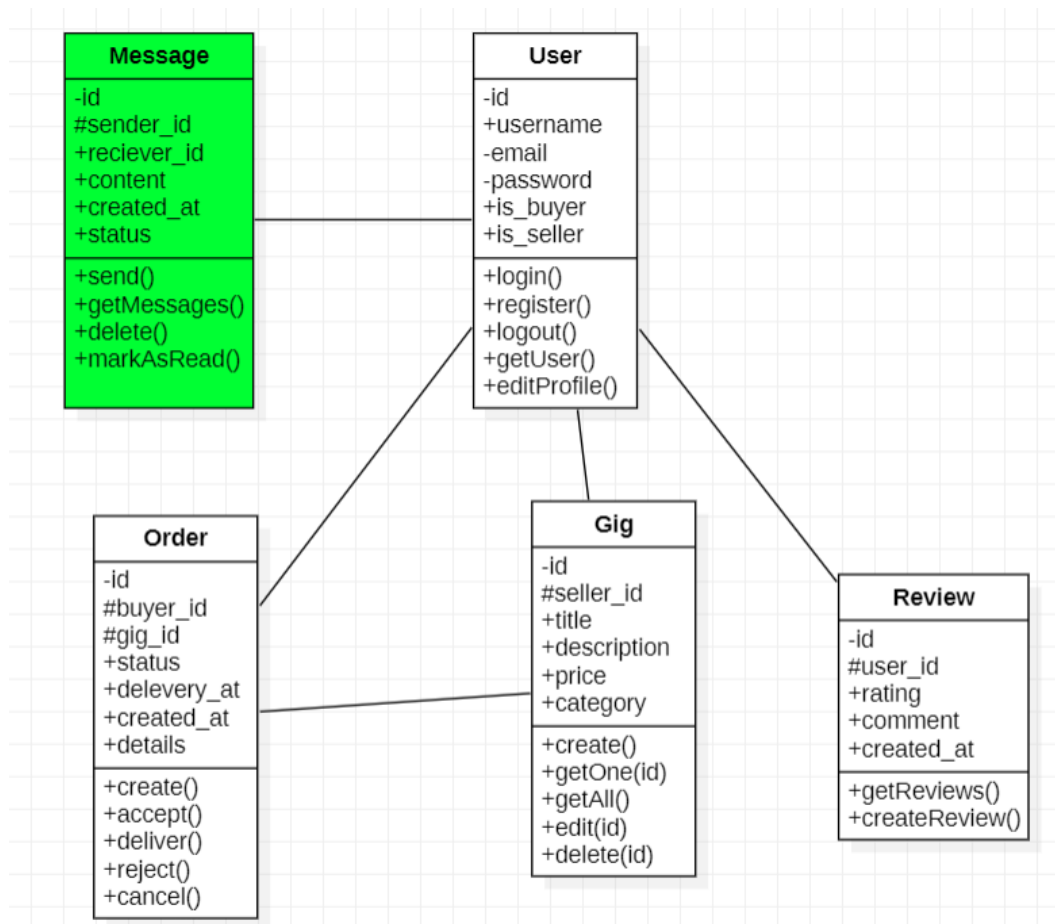 Message
-id
#sender_id
+reciever_id
+content
+created_at
+status
+send()
+getMessages()
+delete()
+markAsRead()
User
-id
+username
-email
-password
+is_buyer
+is_seller
+login()
+register()
+logout()
+getUser()
+editProfile()
Order
-id
#buyer_id
#gig_id
+status
+delevery_at
+created_at
+details
+create()
+accept()
+deliver()
+reject()
+cancel()
Gig
-id
#seller_id
+title
+description
+price
+category
+create()
+getOne(id)
+getAll()
+edit(id)
+delete(id)
Review
-id
#user_id
+rating
+comment
+created_at
+getReviews()
+createReview()